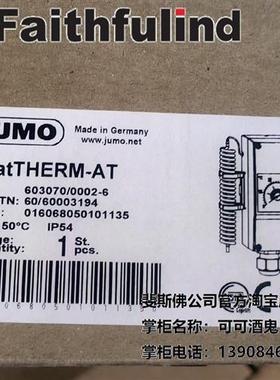 Faithfulind
JUMO
Made in Germany
www.jumo.net
atTHERM-AT
603070/0002-6
TN: 60/60003194
016068050101135
50°C IP54
1 St.
pcs.
斐斯佛公司官方淘宝
掌柜名称:可可酒鬼
掌柜电话:1390846